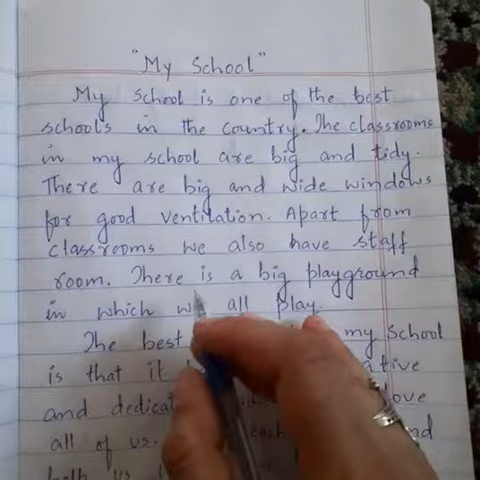 "My School"
My School is one of the best
schools in the country. The classrooms
in my school are big and tidy.
There are big and wide windows
for good ventilation. Apart from
classrooms we also have staff
room. There is a big playground
in which we all play.
The best my School
is that it
and dedicat love
all of us.
us